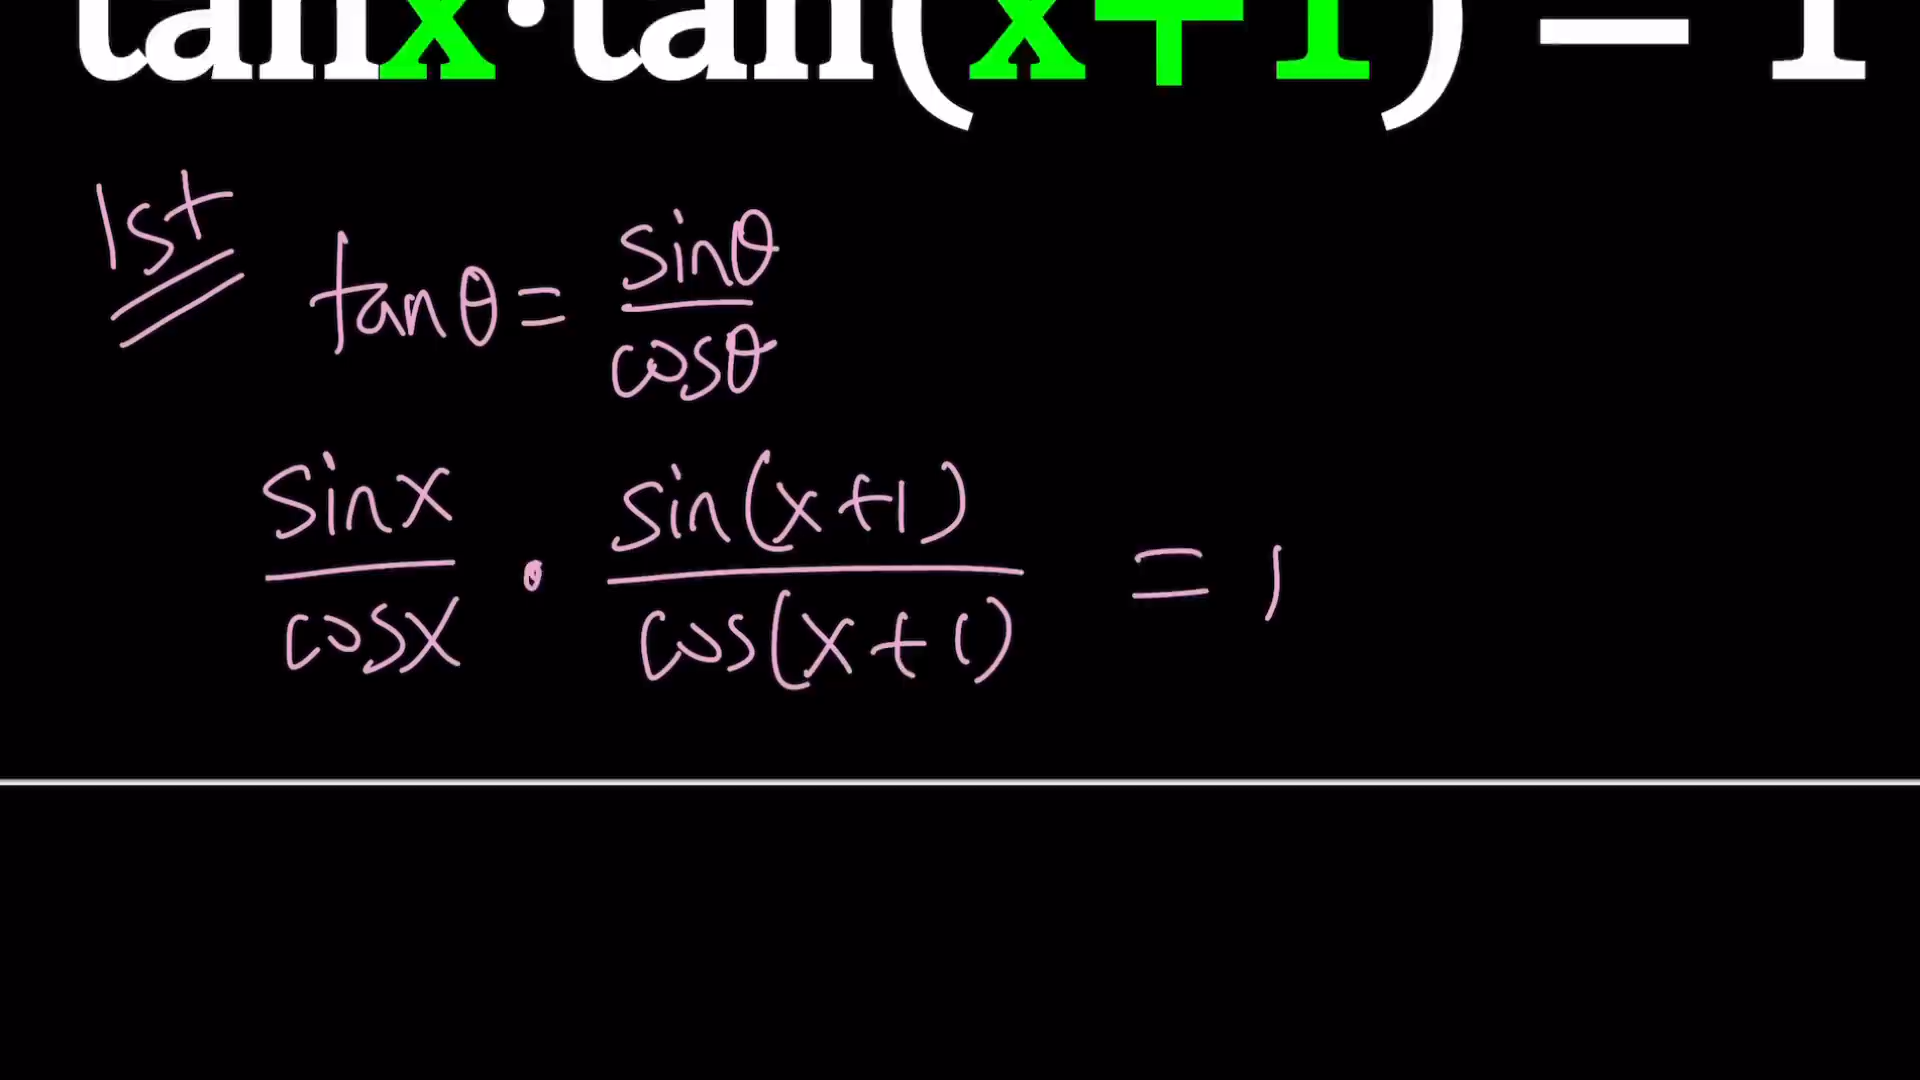 tanx·tan(x+1) = 1
1st
tanθ = sinθ/cosθ
sinx/cosx · sin(x+1)/cos(x+1) = 1